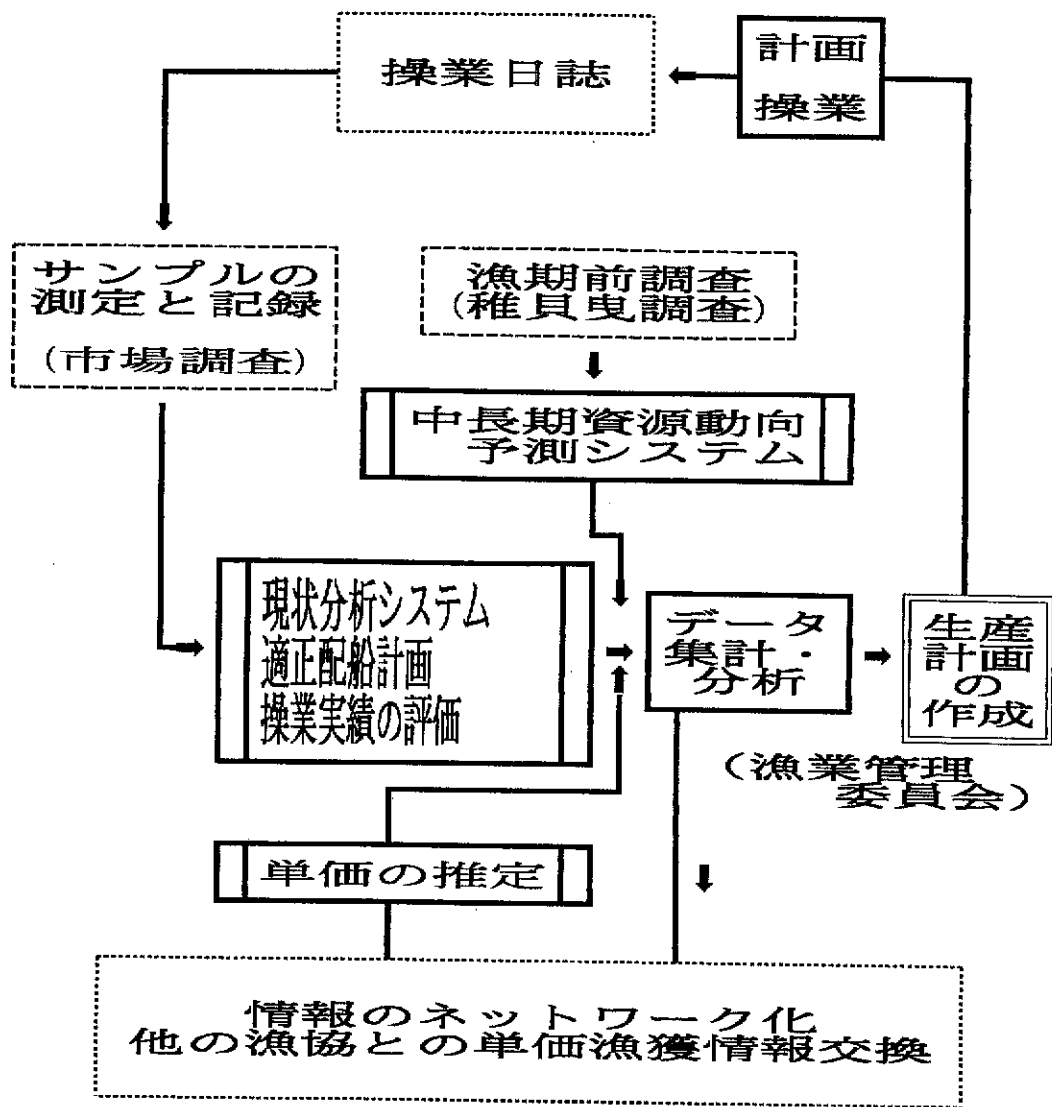 計画
操業
操業日誌
サンプルの
測定と記録
(市場調査)
漁期前調査
(稚貝曳調査)
中長期資源動向
予測システム
現状分析システム
適正配船計画
操業実績の評価
データ
集計・
分析
生産
計画
の
作成
(漁業管理
委員会)
単価の推定
情報のネットワーク化
他の漁協との単価漁獲情報交換